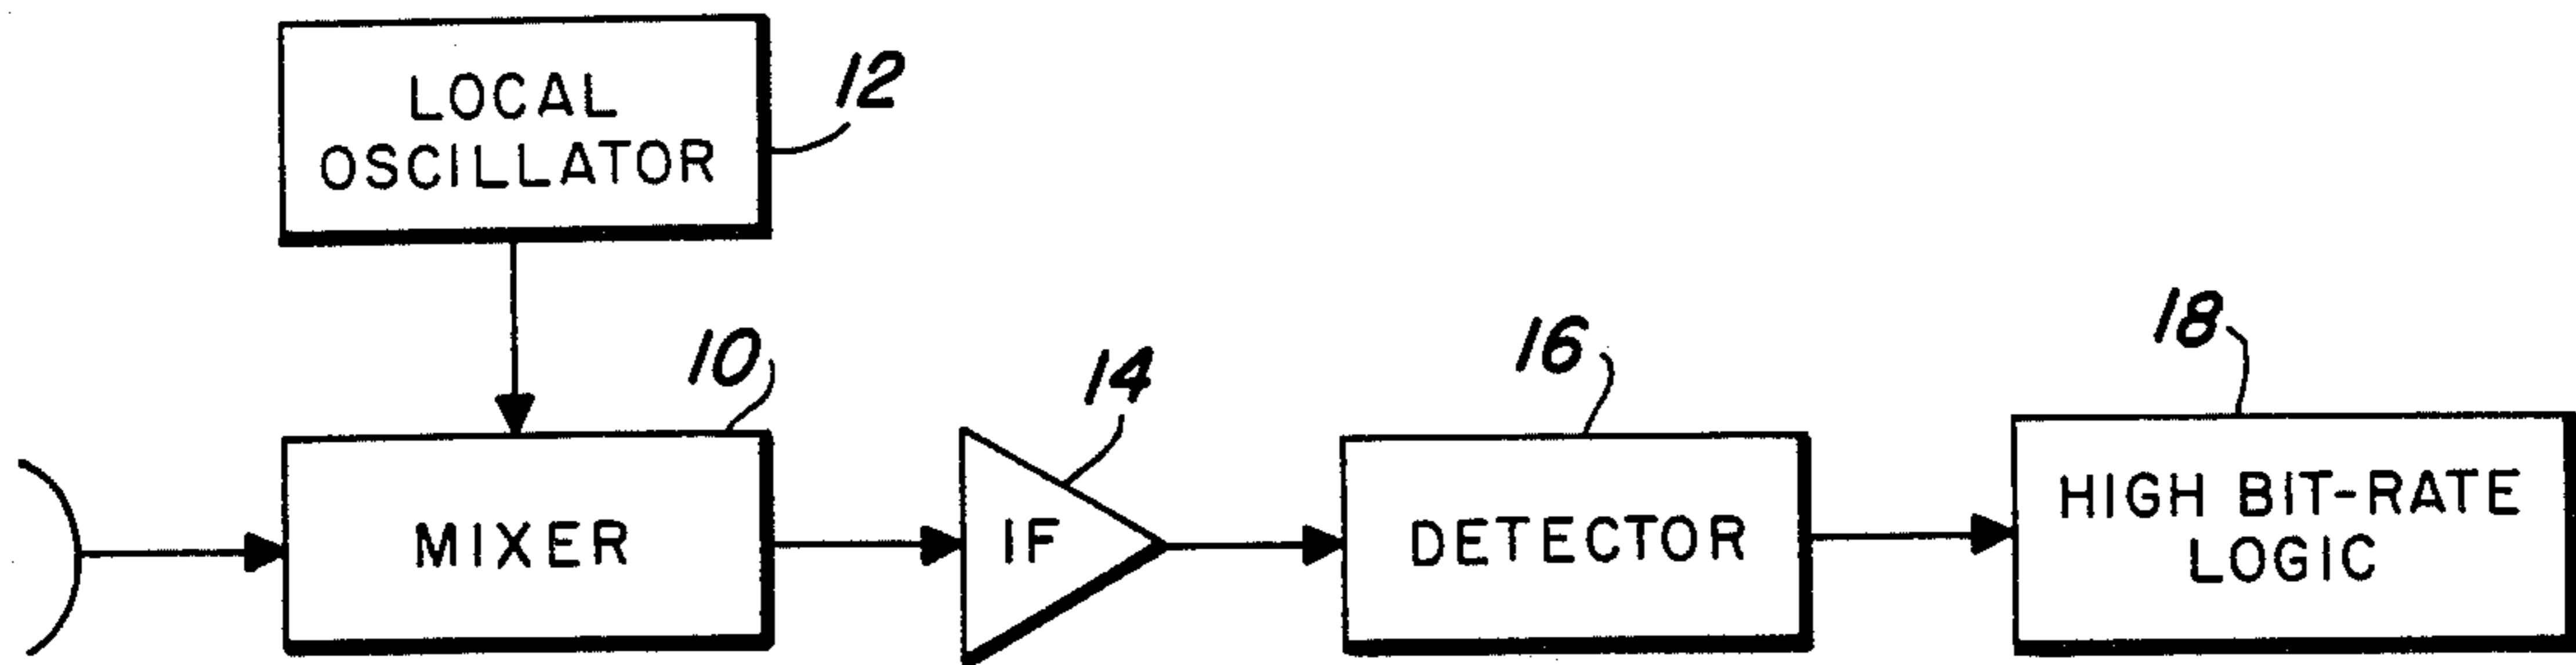 LOCAL
OSCILLATOR
12
10
MIXER
14
IF
16
DETECTOR
18
HIGH BIT-RATE
LOGIC